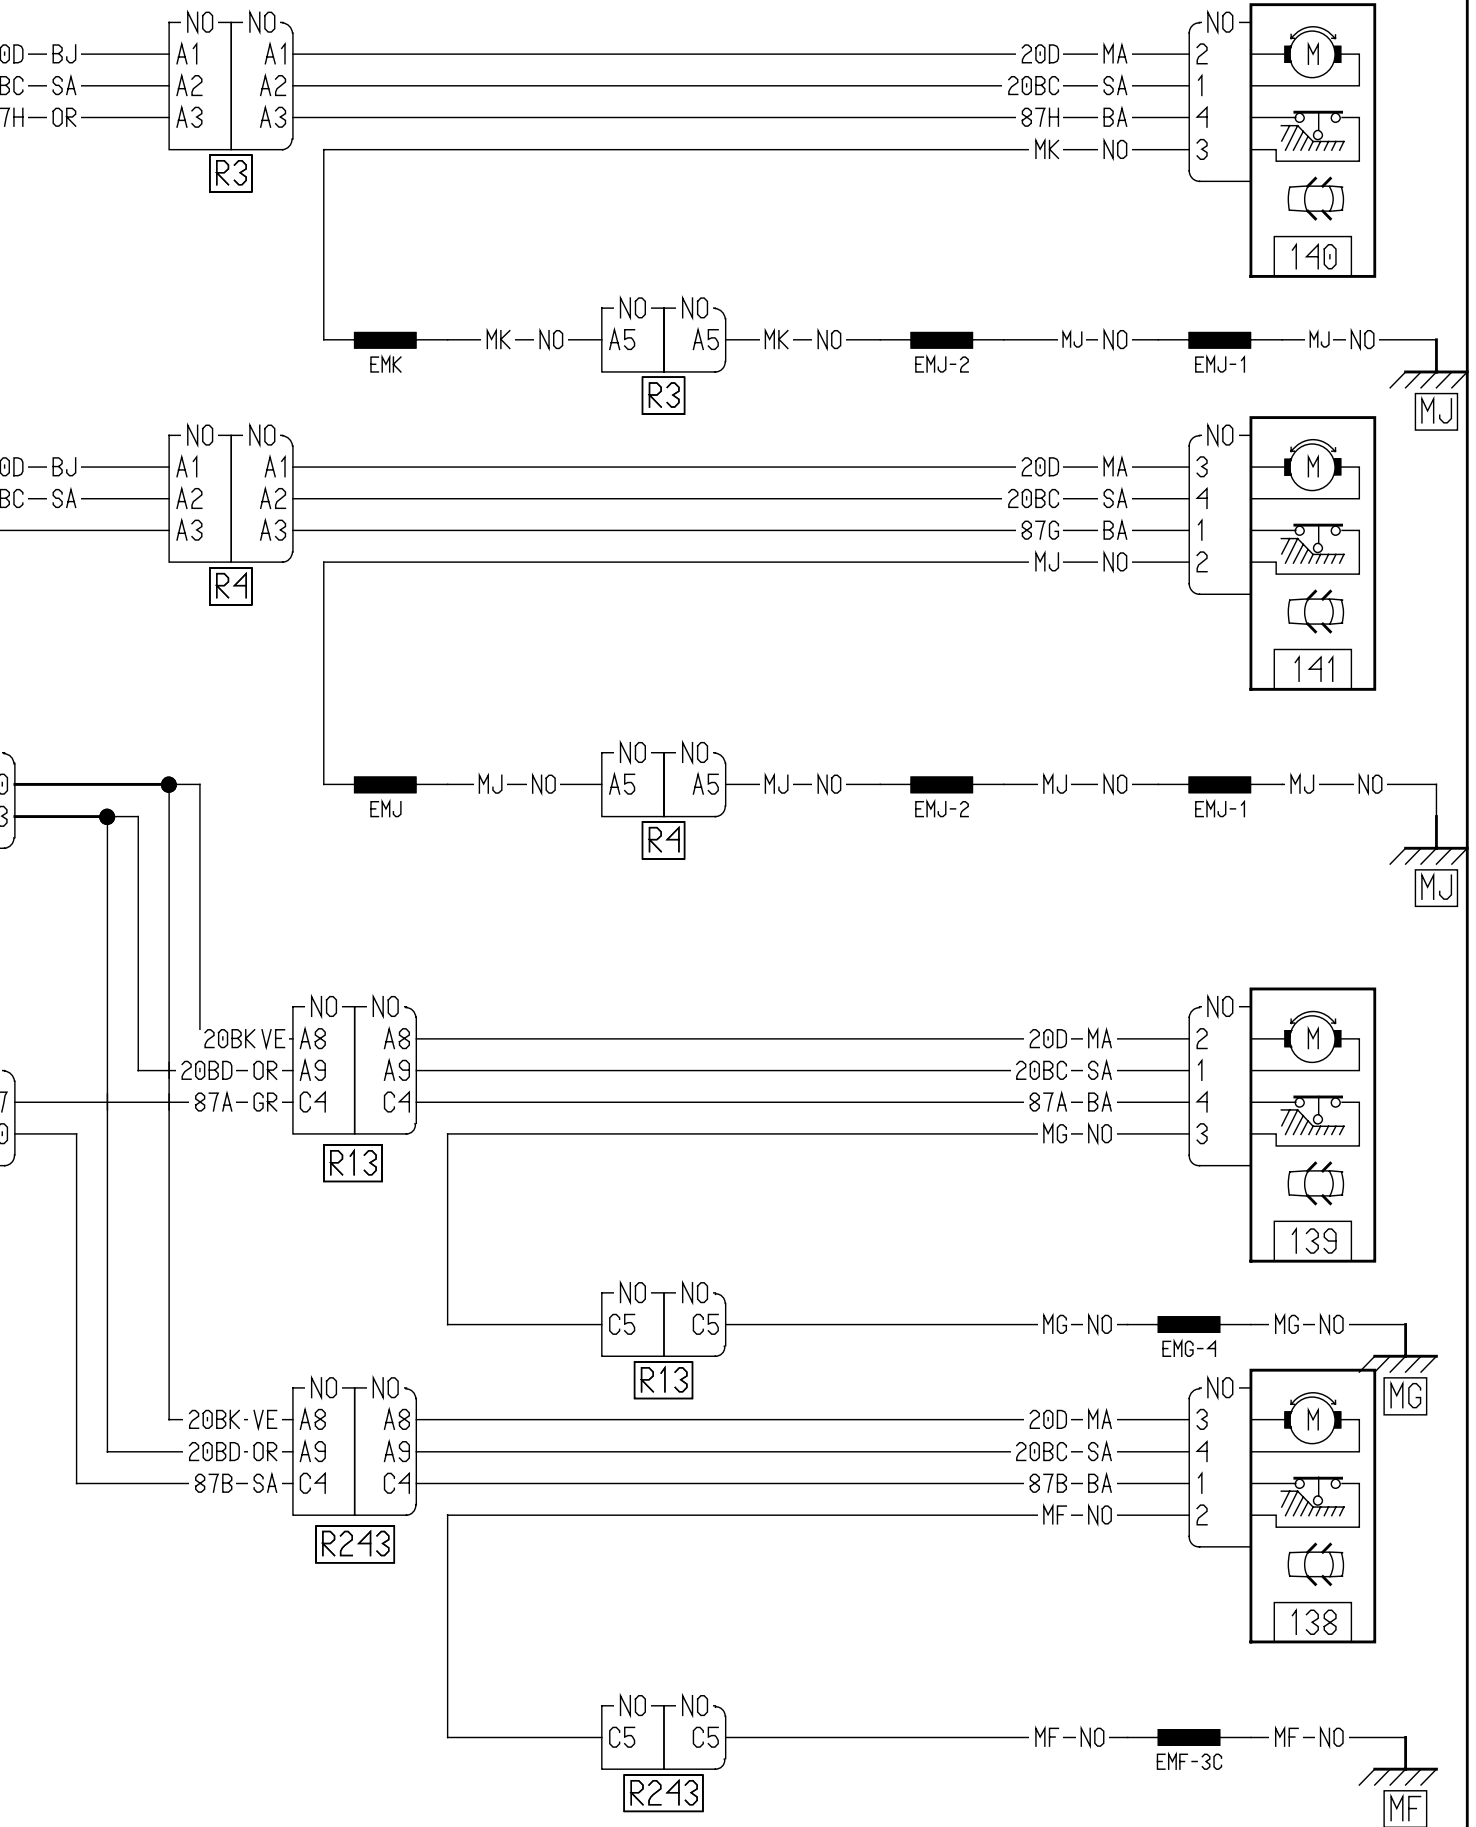 NO NO NO
0D BJ A1 A1 20D MA 2 M
BC SA A2 A2 20BC SA 1
7H OR A3 A3 87H BA 4
MK NO 3
R3
140
NO NO
MK NO A5 A5 MK NO MJ NO MJ NO
EMK EMJ-2 EMJ-1
R3 MJ
NO NO NO
0D BJ A1 A1 20D MA 3 M
BC SA A2 A2 20BC SA 4
A3 A3 87G BA 1
MJ NO 2
R4
141
NO NO
0 MJ NO A5 A5 MJ NO MJ NO MJ NO
3 EMJ EMJ-2 EMJ-1
R4
MJ
NO NO NO
20BK VE A8 A8 20D-MA 2 M
20BD-OR A9 A9 20BC-SA 1
7 87A-GR C4 C4 87A-BA 4
0 MG-NO 3
R13
139
NO NO
C5 C5 MG-NO MG-NO
EMG-4
R13 MG
NO NO NO
20BK-VE A8 A8 20D-MA 3 M
20BD-OR A9 A9 20BC-SA 4
87B-SA C4 C4 87B-BA 1
MF-NO 2
R243
138
NO NO
C5 C5 MF-NO MF-NO
EMF-3C
R243 MF